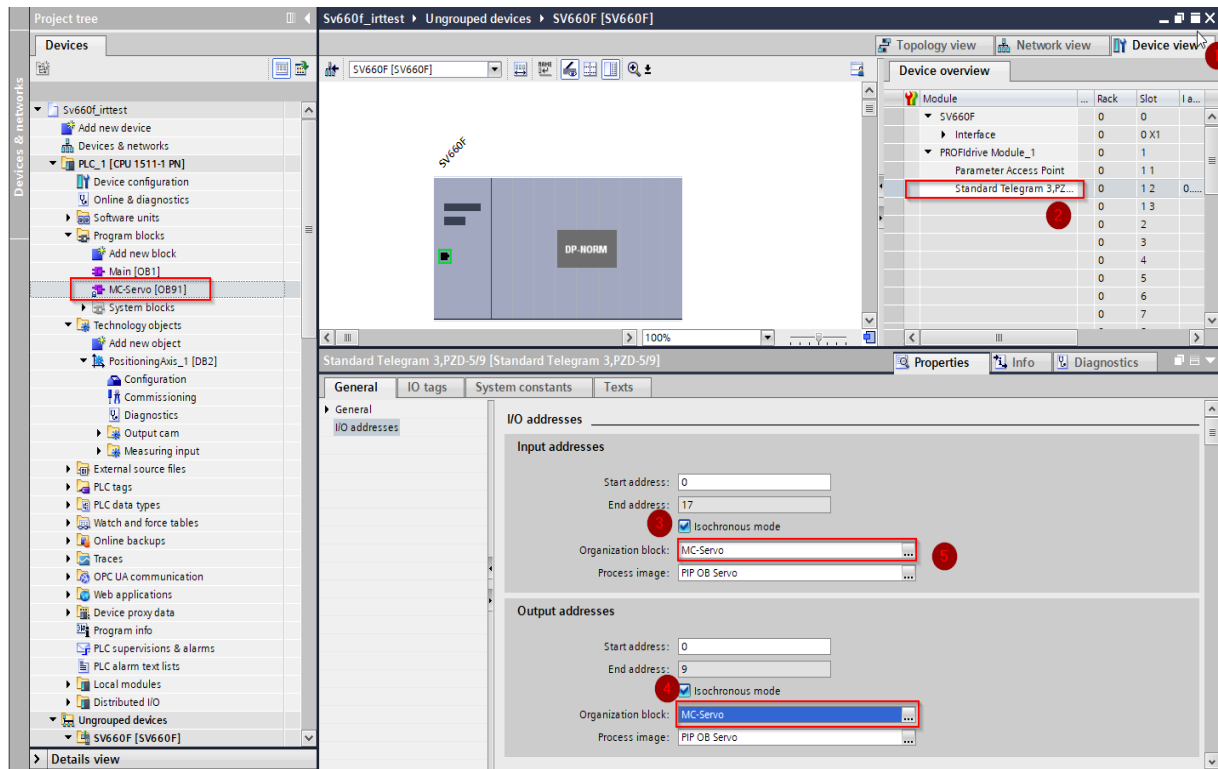 Project tree
Devices
Devices & networks
Sv660f_irttest
Add new device
Devices & networks
PLC_1 [CPU 1511-1 PN]
Device configuration
Online & diagnostics
Software units
Program blocks
Add new block
Main [OB1]
MC-Servo [OB91]
System blocks
Technology objects
Add new object
PositioningAxis_1 [DB2]
Configuration
Commissioning
Diagnostics
Output cam
Measuring input
External source files
PLC tags
PLC data types
Watch and force tables
Online backups
Traces
OPC UA communication
Web applications
Device proxy data
Program info
PLC supervisions & alarms
PLC alarm text lists
Local modules
Distributed I/O
Ungrouped devices
SV660F [SV660F]
Details view
Sv660f_irttest Ungrouped devices SV660F [SV660F]
Topology view Network view Device view
1
SV660F [SV660F]
SV660F
DP-NORM
100%
Device overview
Module ... Rack Slot I a...
SV660F 0 0
Interface 0 0 X1
PROFIdrive Module_1 0 1
Parameter Access Point 0 1 1
Standard Telegram 3,PZ... 0 1 2 0....
0 1 3
2
0 2
0 3
0 4
0 5
0 6
0 7
Standard Telegram 3,PZD-5/9 [Standard Telegram 3,PZD-5/9]
Properties Info Diagnostics
General IO tags System constants Texts
General
I/O addresses
I/O addresses
Input addresses
Start address: 0
End address: 17
3 Isochronous mode
Organization block: MC-Servo ...
5
Process image: PIP OB Servo ...
Output addresses
Start address: 0
End address: 9
4 Isochronous mode
Organization block: MC-Servo ...
Process image: PIP OB Servo ...